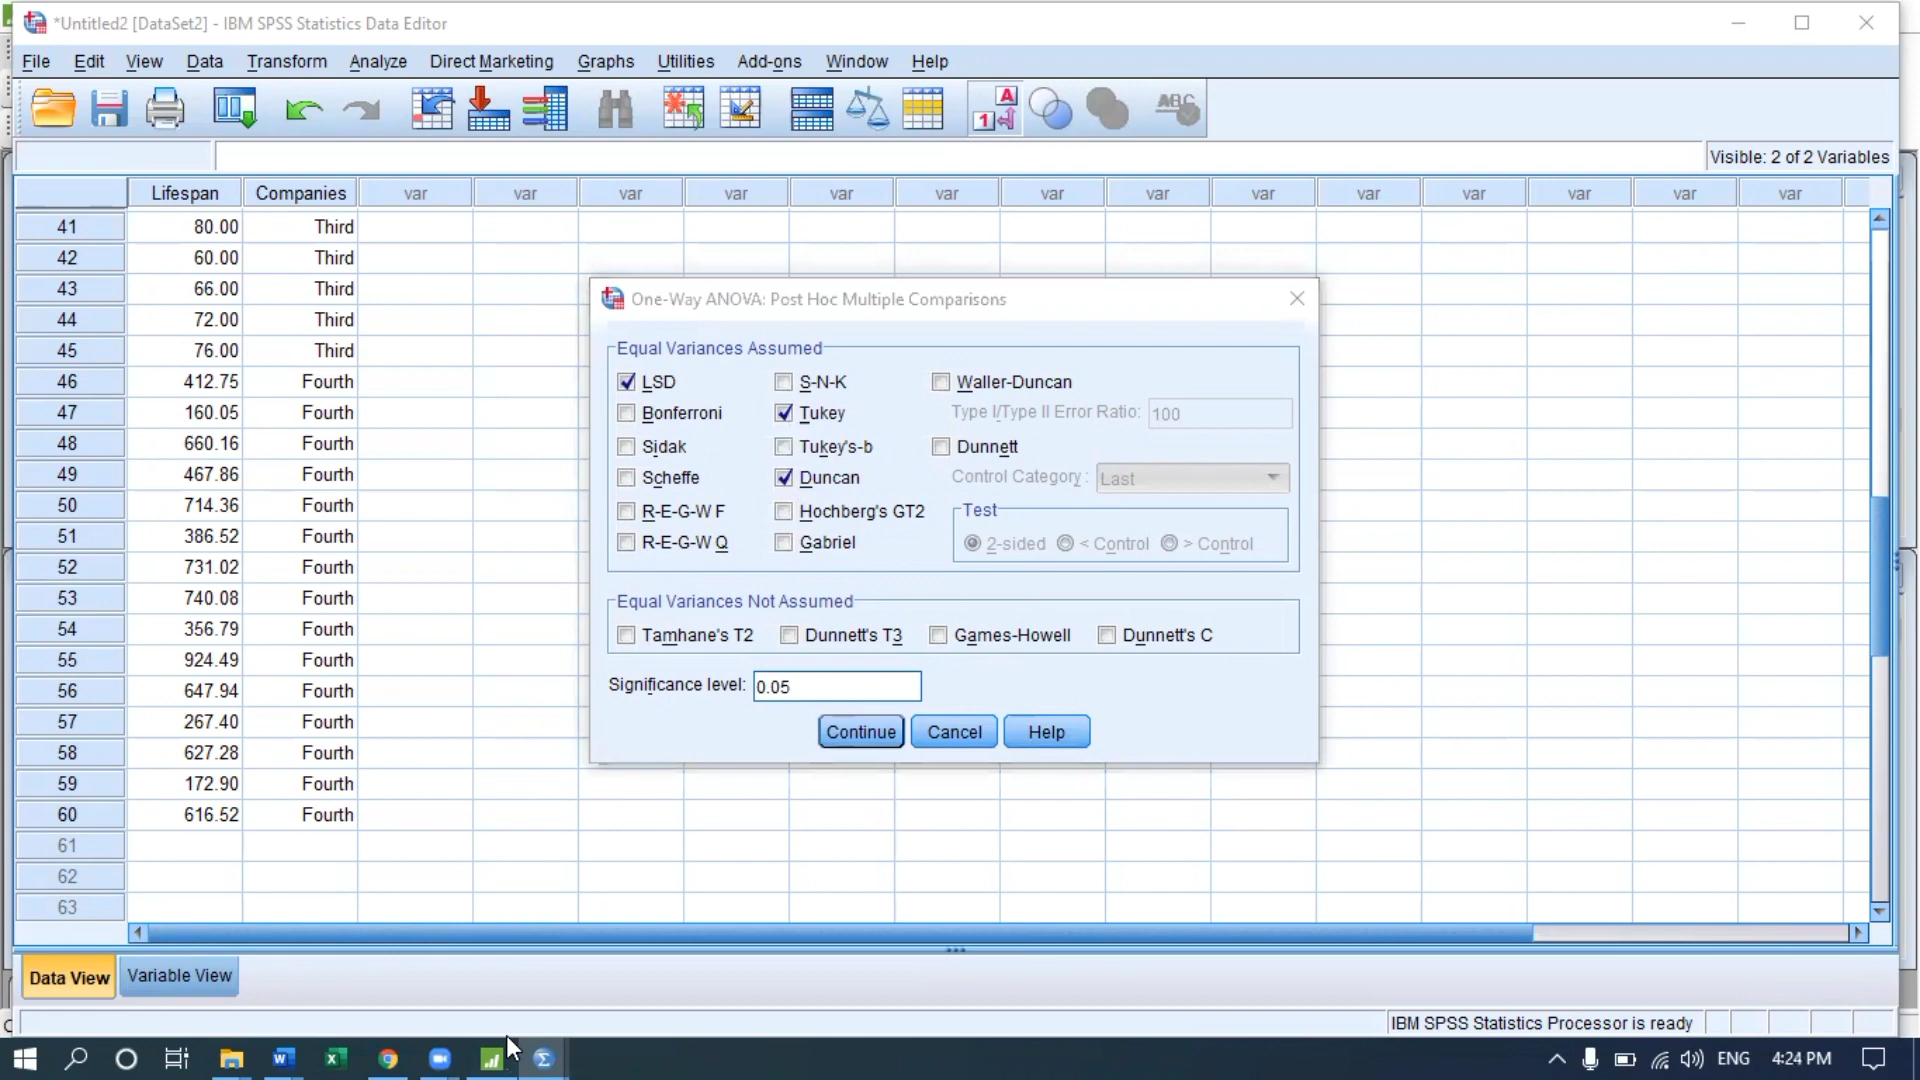 *Untitled2 [DataSet2] - IBM SPSS Statistics Data Editor
File Edit View Data Transform Analyze Direct Marketing Graphs Utilities Add-ons Window Help
Visible: 2 of 2 Variables
Lifespan Companies var var var var var var var var var var var var var var
41 80.00 Third
42 60.00 Third
43 66.00 Third
44 72.00 Third
45 76.00 Third
46 412.75 Fourth
47 160.05 Fourth
48 660.16 Fourth
49 467.86 Fourth
50 714.36 Fourth
51 386.52 Fourth
52 731.02 Fourth
53 740.08 Fourth
54 356.79 Fourth
55 924.49 Fourth
56 647.94 Fourth
57 267.40 Fourth
58 627.28 Fourth
59 172.90 Fourth
60 616.52 Fourth
61
62
63
One-Way ANOVA: Post Hoc Multiple Comparisons
Equal Variances Assumed
LSD S-N-K Waller-Duncan
Bonferroni Tukey Type I/Type II Error Ratio: 100
Sidak Tukey's-b Dunnett
Scheffe Duncan Control Category: Last
R-E-G-W F Hochberg's GT2 Test
R-E-G-W Q Gabriel 2-sided < Control > Control
Equal Variances Not Assumed
Tamhane's T2 Dunnett's T3 Games-Howell Dunnett's C
Significance level: 0.05
Continue Cancel Help
Data View Variable View
IBM SPSS Statistics Processor is ready
ENG 4:24 PM